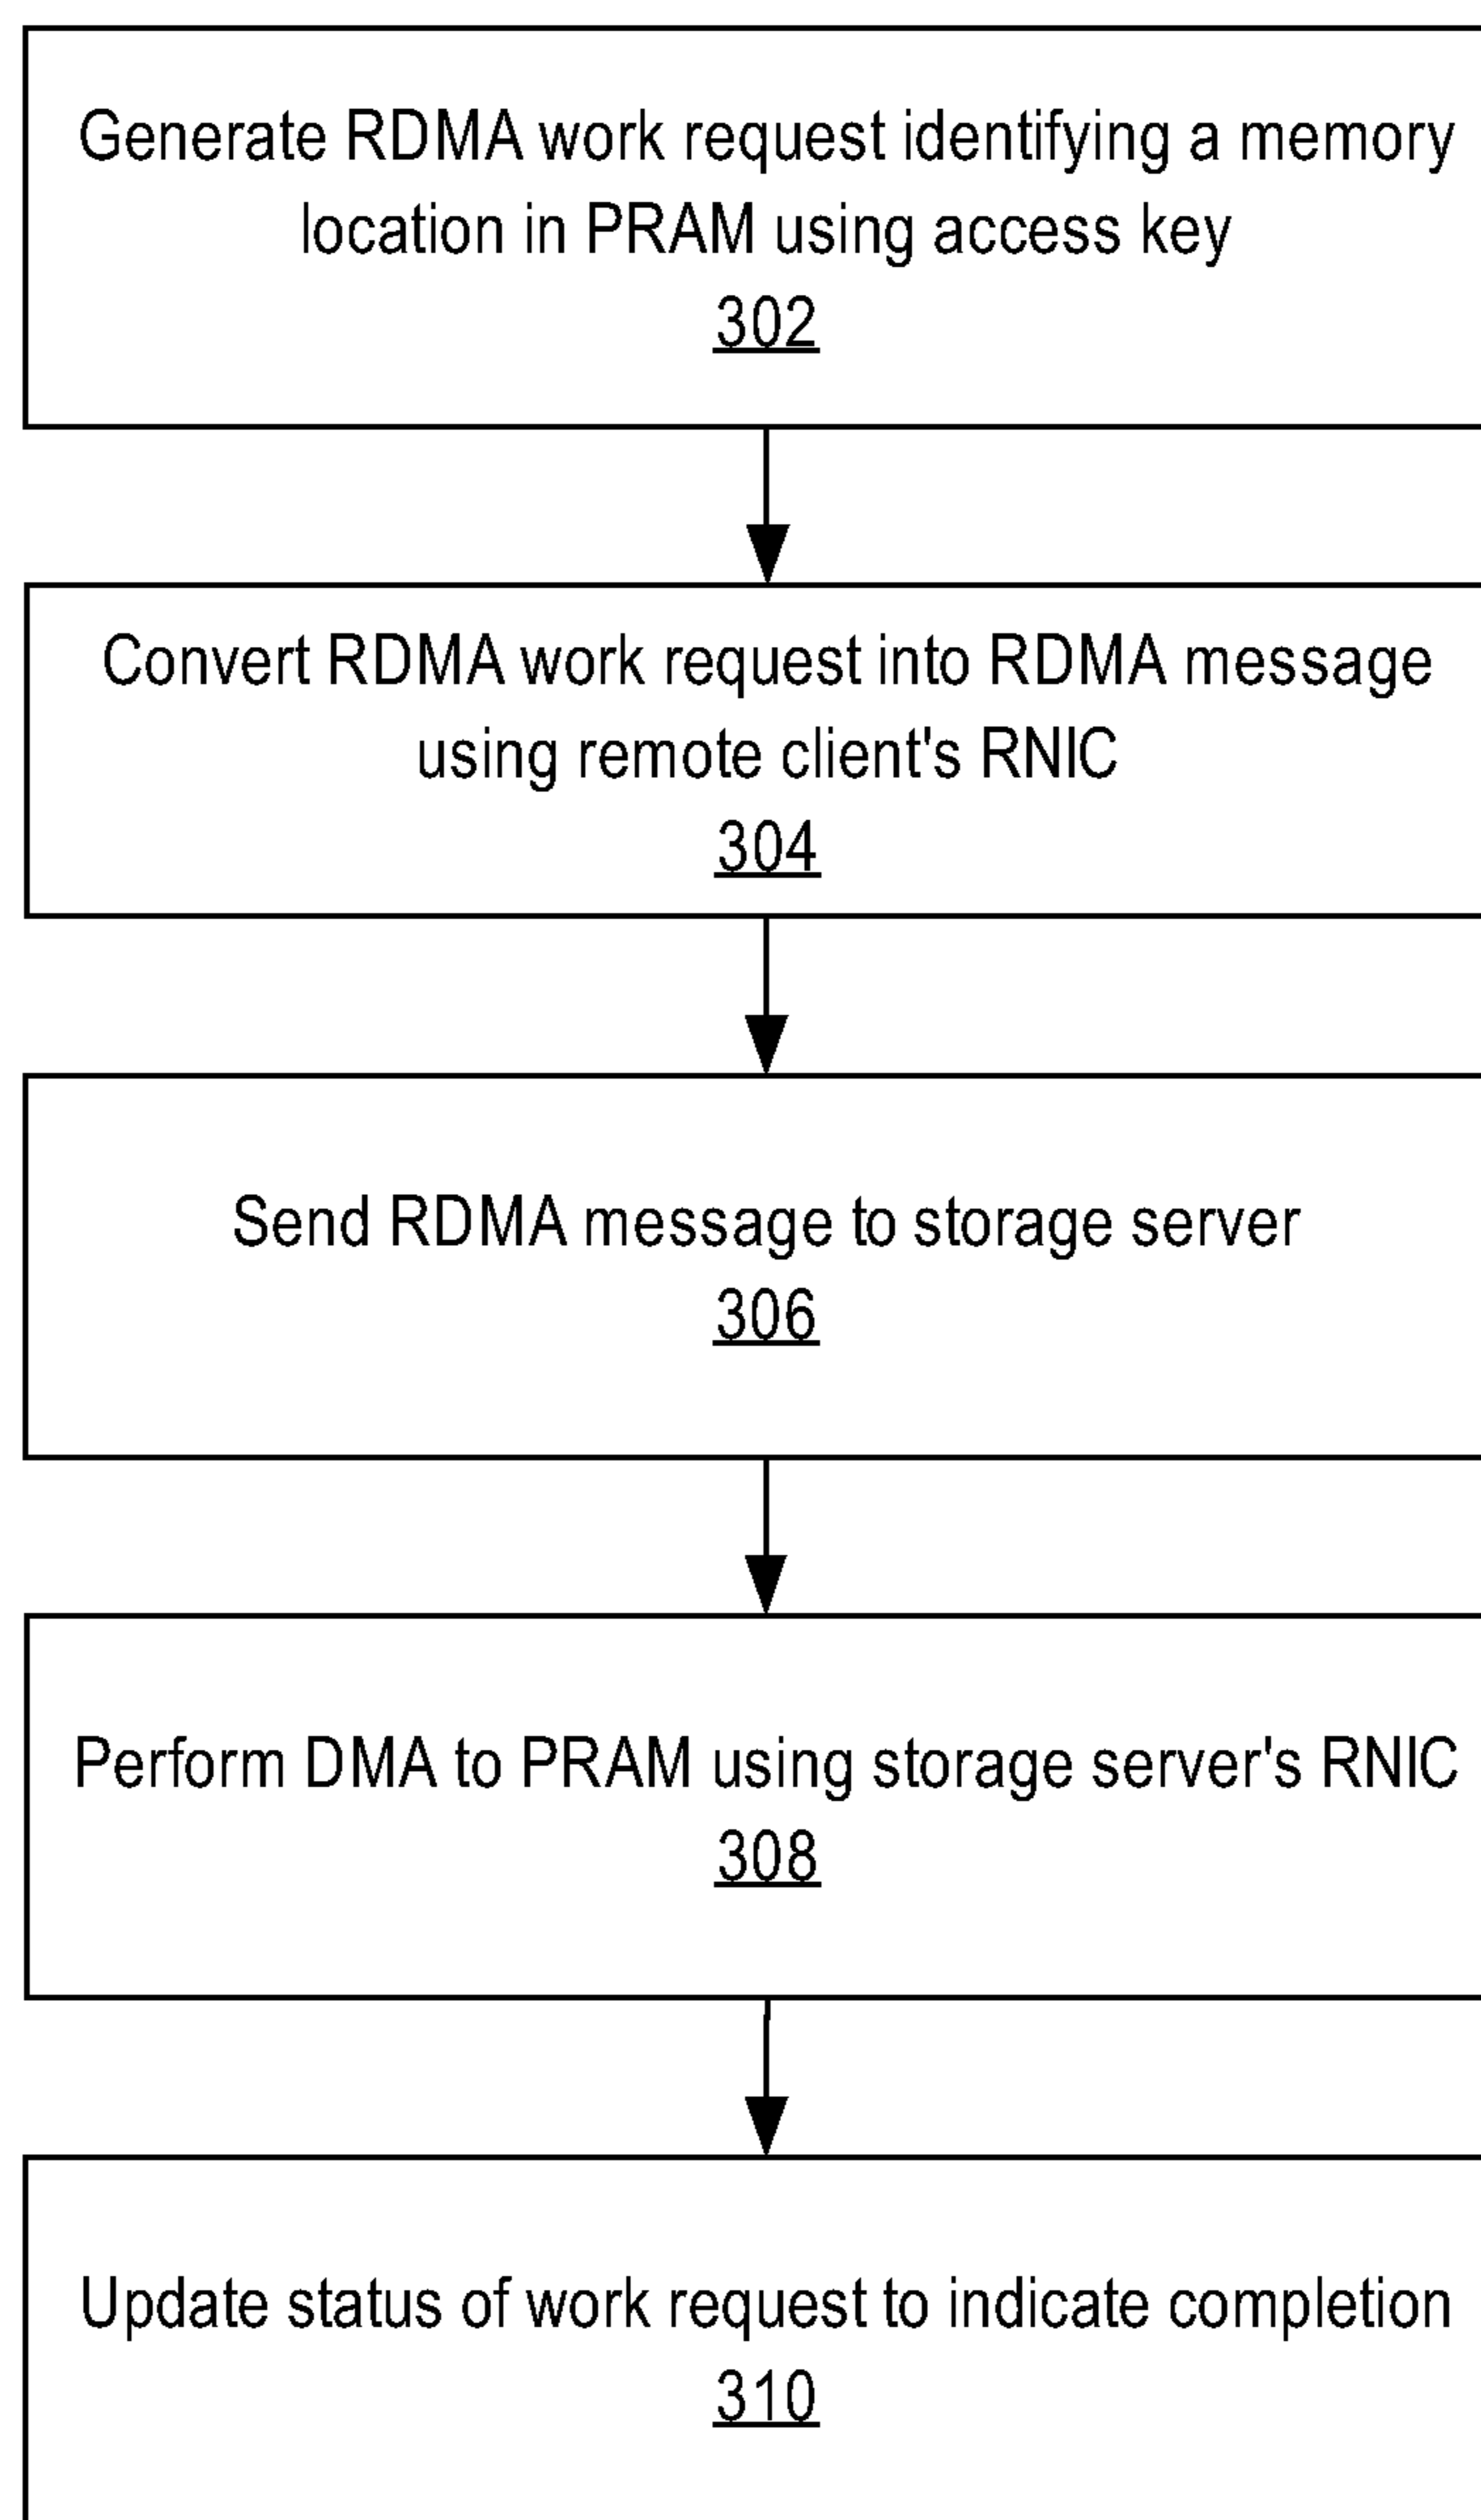 Generate RDMA work request identifying a memory
location in PRAM using access key
302
Convert RDMA work request into RDMA message
using remote client's RNIC
304
Send RDMA message to storage server
306
Perform DMA to PRAM using storage server's RNIC
308
Update status of work request to indicate completion
310